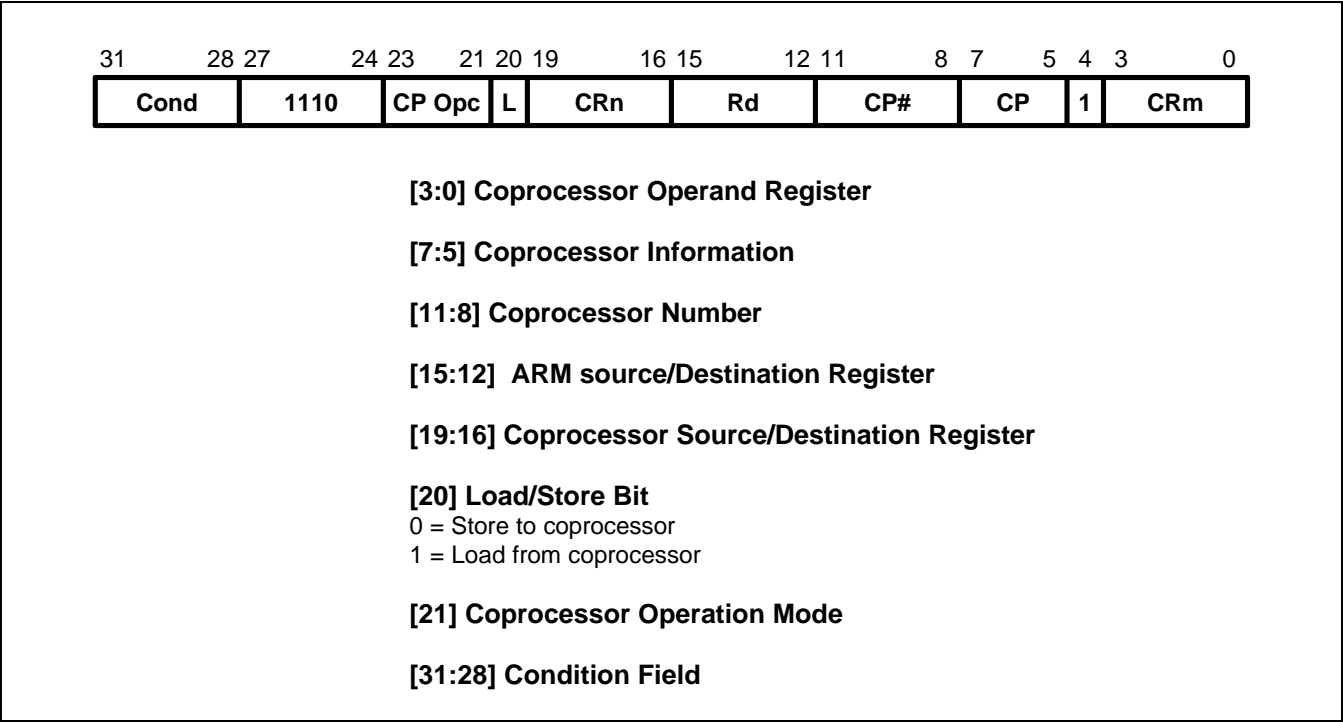 31 28 27 24 23 21 20 19 16 15 12 11 8 7 5 4 3 0
Cond 1110 CP Opc L CRn Rd CP# CP 1 CRm
[3:0] Coprocessor Operand Register
[7:5] Coprocessor Information
[11:8] Coprocessor Number
[15:12] ARM source/Destination Register
[19:16] Coprocessor Source/Destination Register
[20] Load/Store Bit
0 = Store to coprocessor
1 = Load from coprocessor
[21] Coprocessor Operation Mode
[31:28] Condition Field